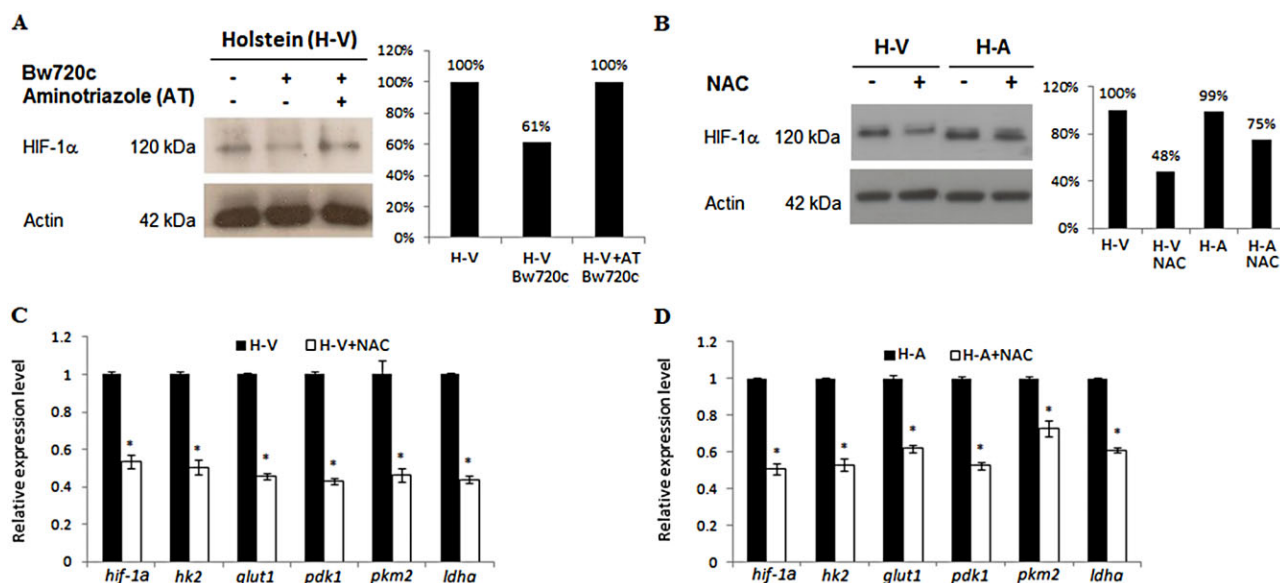 A
Holstein (H-V)
Bw720c - + +
Aminotriazole (AT) - - +
HIF-1α 120 kDa
Actin 42 kDa
120%
100%
80%
60%
40%
20%
0%
100%
61%
100%
H-V
H-V
Bw720c
H-V+AT
Bw720c
B
H-V H-A
NAC - + - +
HIF-1α 120 kDa
Actin 42 kDa
120%
80%
40%
0%
100%
48%
99%
75%
H-V
H-V
NAC
H-A
H-A
NAC
C
Relative expression level
1.2
1
0.8
0.6
0.4
0.2
0
H-V H-V+NAC
* * * * * *
hif-1a hk2 glut1 pdk1 pkm2 ldha
D
Relative expression level
1.2
1
0.8
0.6
0.4
0.2
0
H-A H-A+NAC
* * * * * *
hif-1a hk2 glut1 pdk1 pkm2 ldha